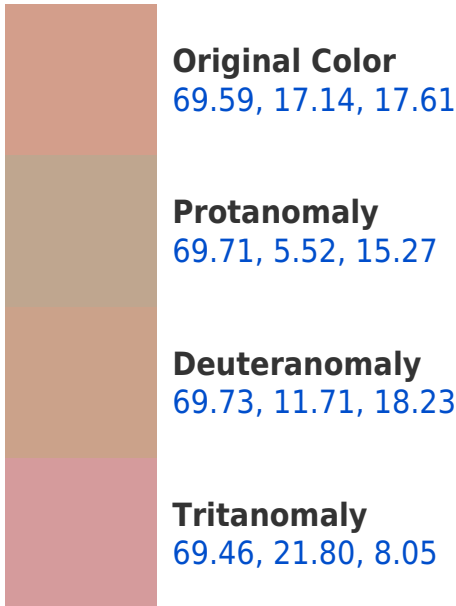 Original Color
69.59, 17.14, 17.61
Protanomaly
69.71, 5.52, 15.27
Deuteranomaly
69.73, 11.71, 18.23
Tritanomaly
69.46, 21.80, 8.05